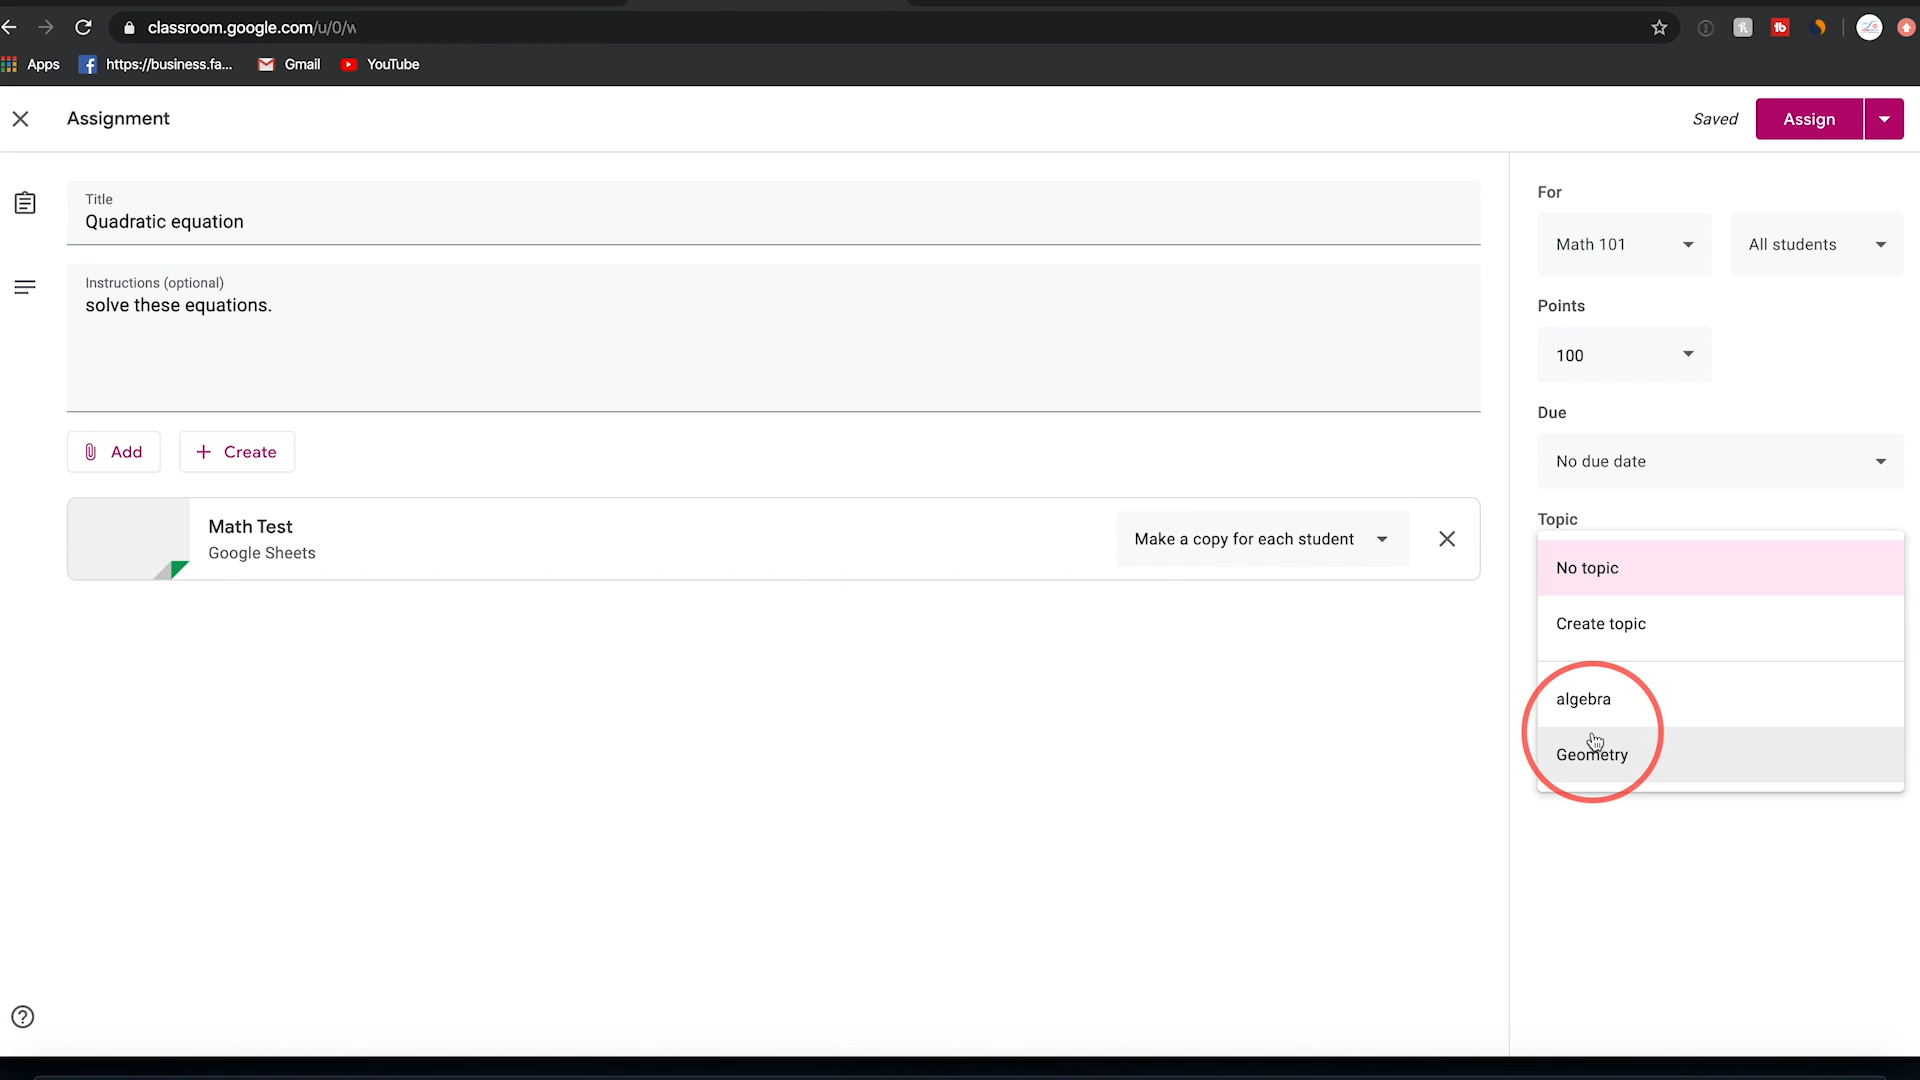 classroom.google.com/u/0/w
Apps
https://business.fa...
Gmail
YouTube
Assignment
Saved
Assign
Title
Quadratic equation
Instructions (optional)
solve these equations.
Add
Create
Math Test
Google Sheets
Make a copy for each student
For
Math 101
All students
Points
100
Due
No due date
Topic
No topic
Create topic
algebra
Geometry